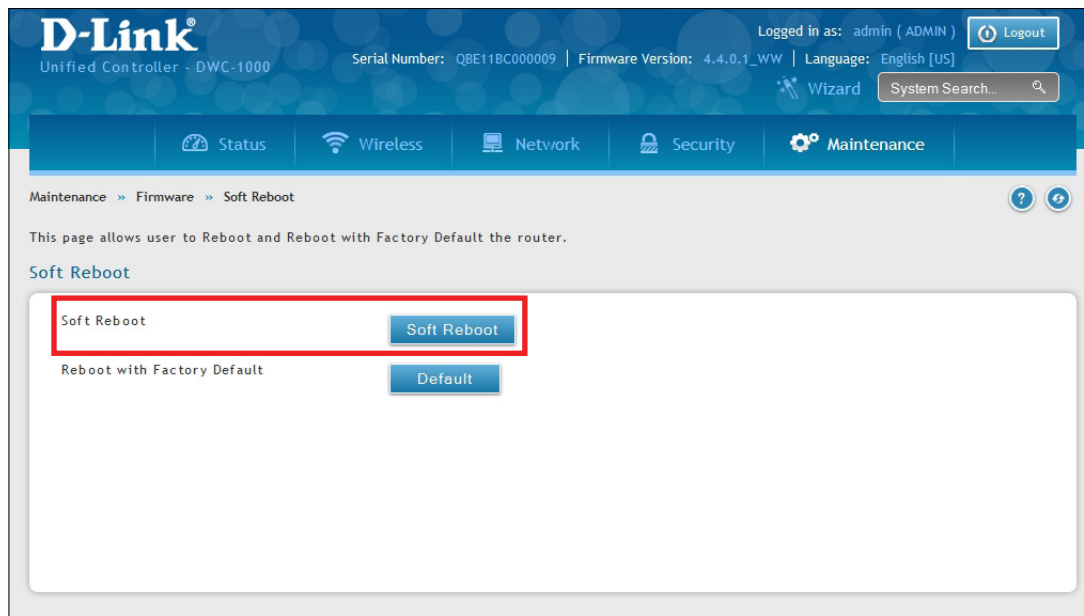 D-Link®
Logged in as: admin ( ADMIN ) Logout
Unified Controller - DWC-1000
Serial Number: QBE11BC000009 | Firmware Version: 4.4.0.1_WW | Language: English [US]
Wizard System Search...
Status Wireless Network Security Maintenance
Maintenance » Firmware » Soft Reboot
?
This page allows user to Reboot and Reboot with Factory Default the router.
Soft Reboot
Soft Reboot Soft Reboot
Reboot with Factory Default Default